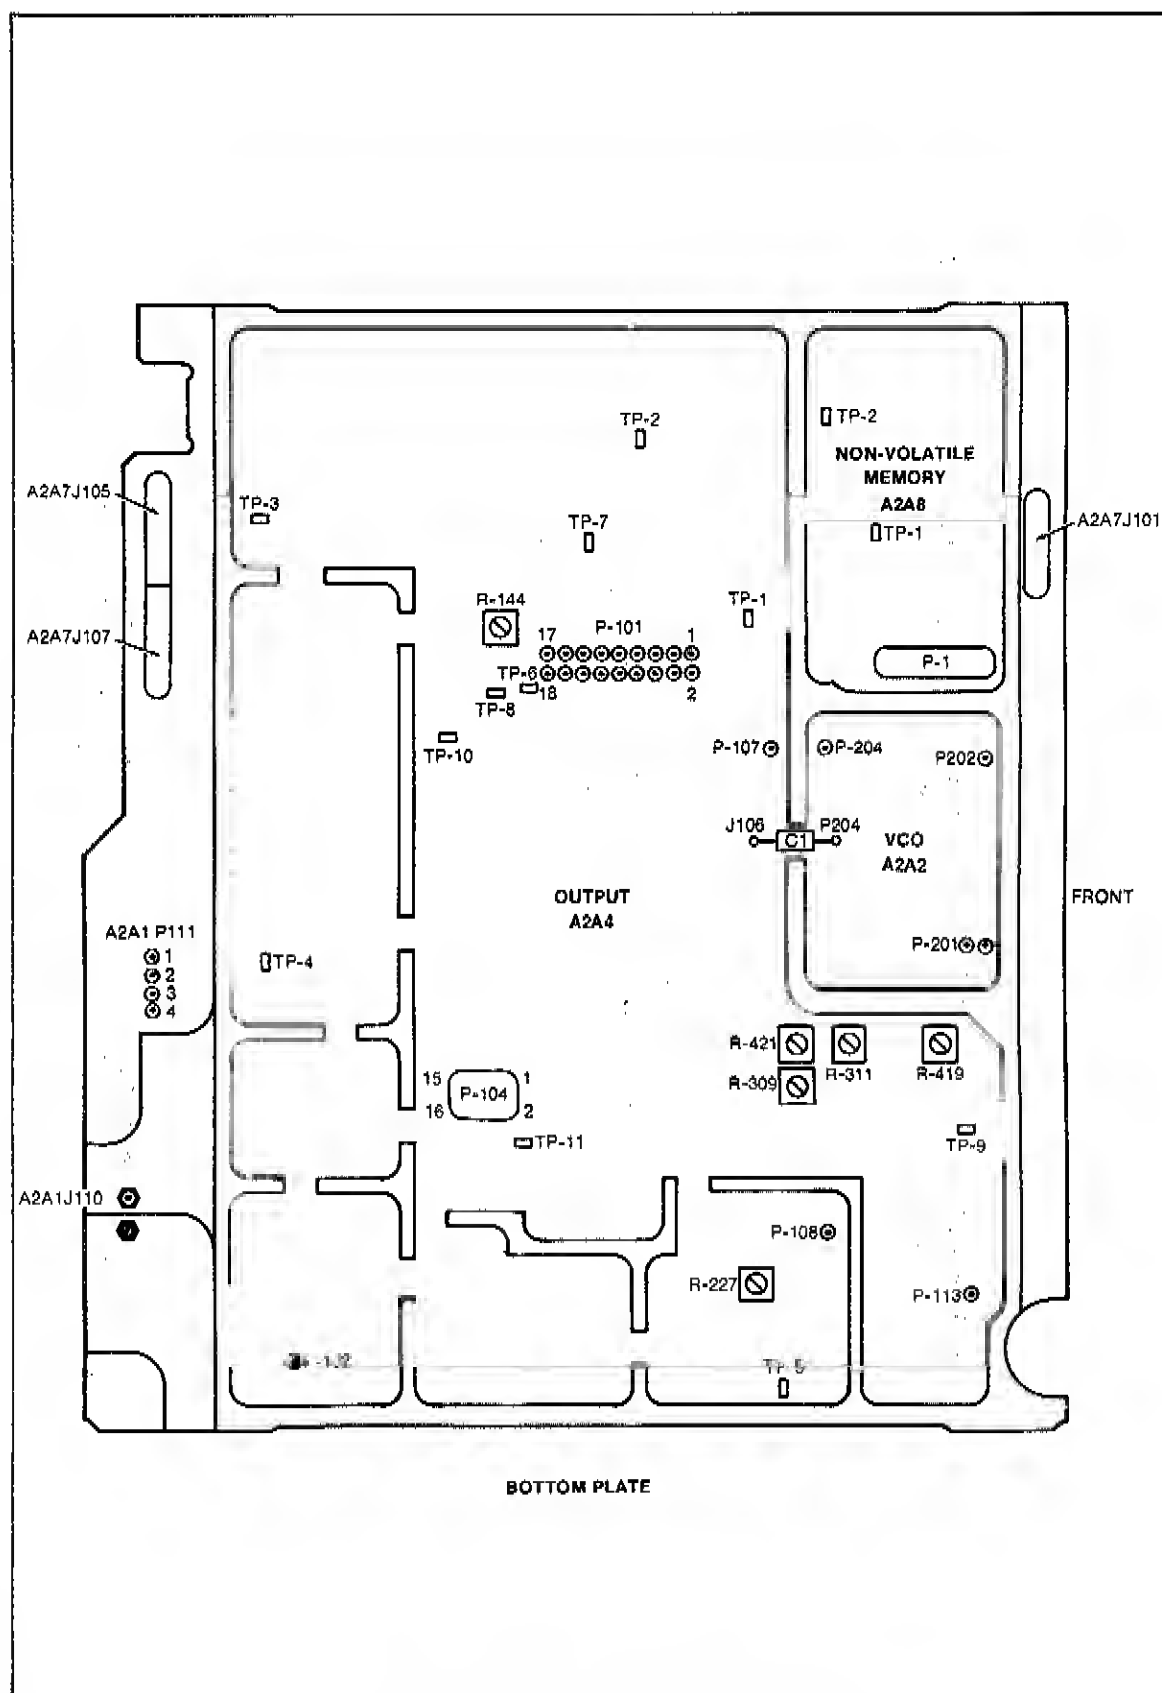 TP-2
TP-2
NON-VOLATILE
MEMORY
A2A8
A2A7J105
TP-3
TP-7
TP-1
A2A7J101
R-144
TP-1
A2A7J107
17
P-101
1
P-1
TP-6
18
2
TP-8
TP-10
P-107
P-204
P202
J106
P204
C1
VCO
A2A2
OUTPUT
A2A4
FRONT
A2A1 P111
1
2
3
4
P-201
TP-4
R-421
R-311
R-419
15
1
P-104
16
2
R-309
TP-11
TP-9
A2A1J110
P-108
R-227
P-113
TP-5
BOTTOM PLATE